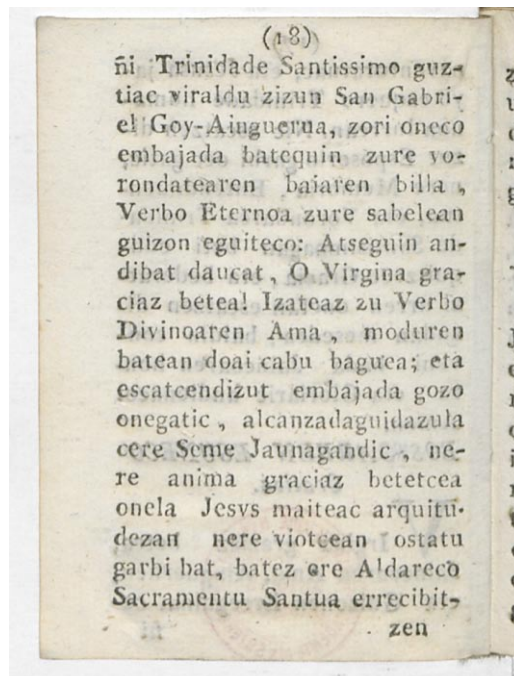 (18)
ñi Trinidade Santissimo guz-
tiac viraldu zizun San Gabri-
el Goy-Ainguerua, zori oneco
embajada batequin zure vo-
rondatearen baiaren billa ,
Verbo Eternoa zure sabelean
guizon eguiteco: Atseguin an-
dibat daucat, O Virgina gra-
ciaz betea! Izateaz zu Verbo
Divinoaren Ama , moduren
batean doai cabu baguea; eta
escatcendizut embajada gozo
onegatic , alcanzadaguidazula
cere Seme Jaunagandic , ne-
re anima graciaz betetcea
onela Jesvs maiteac arquitu-
dezan nere viotcean ostatu
garbi bat, batez ere Aldareco
Sacramentu Santua errecibit-
zen